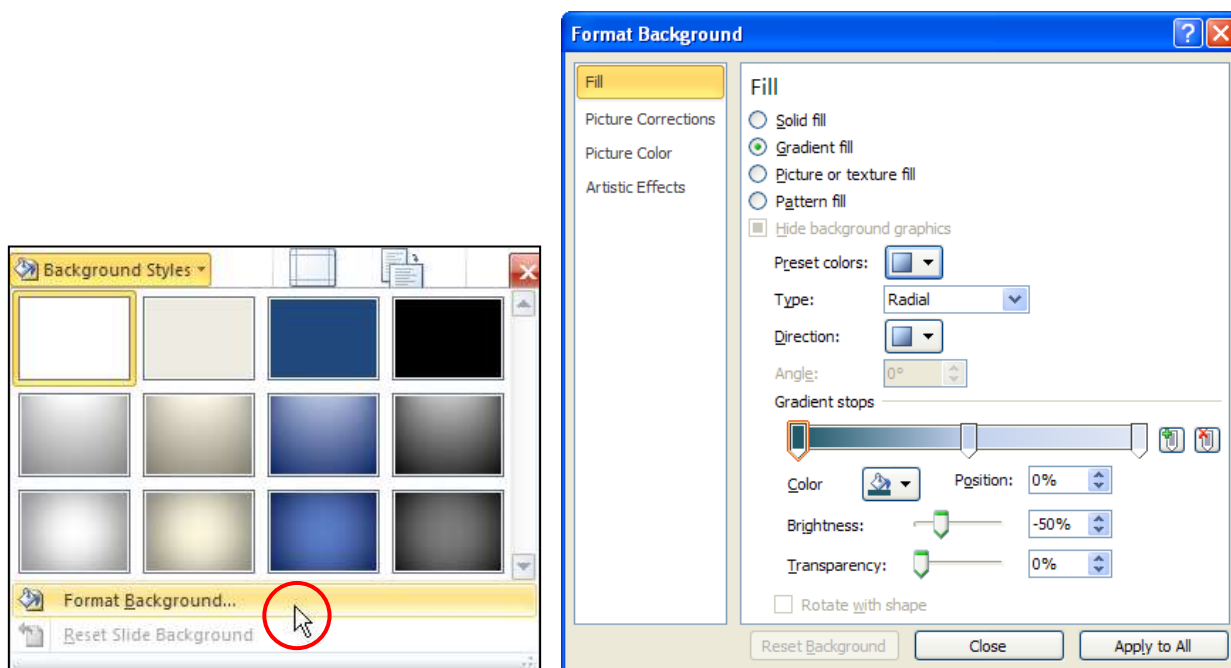 Background Styles
Format Background...
Reset Slide Background
Format Background
?
Fill
Picture Corrections
Picture Color
Artistic Effects
Fill
Solid fill
Gradient fill
Picture or texture fill
Pattern fill
Hide background graphics
Preset colors:
Type: Radial
Direction:
Angle: 0°
Gradient stops
Color Position: 0%
Brightness: -50%
Transparency: 0%
Rotate with shape
Reset Background Close Apply to All